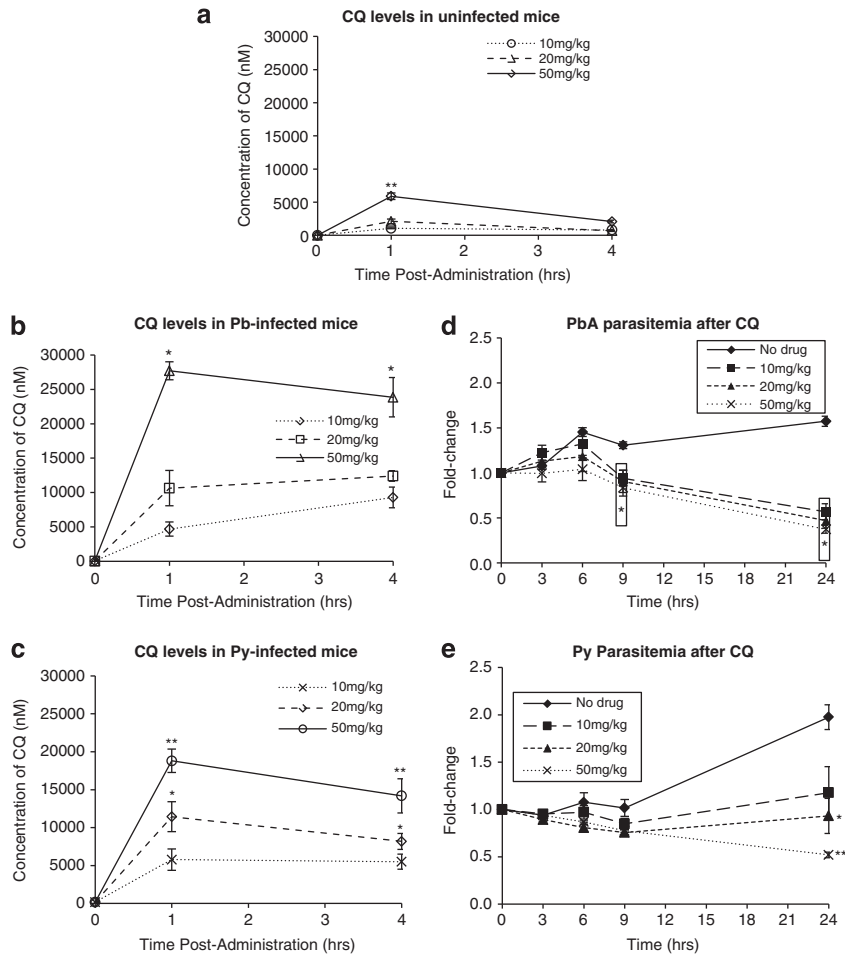 a
CQ levels in uninfected mice
30000
25000
20000
15000
10000
5000
0
Concentration of CQ (nM)
10mg/kg
20mg/kg
50mg/kg
**
0 1 2 3 4
Time Post-Administration (hrs)
b
CQ levels in Pb-infected mice
30000
25000
20000
15000
10000
5000
0
Concentration of CQ (nM)
* *
10mg/kg
20mg/kg
50mg/kg
0 1 2 3 4
Time Post-Administration (hrs)
d
PbA parasitemia after CQ
2.5
2.0
1.5
1.0
0.5
0.0
Fold-change
No drug
10mg/kg
20mg/kg
50mg/kg
* *
0 3 6 9 12 15 18 21 24
Time (hrs)
c
CQ levels in Py-infected mice
30000
25000
20000
15000
10000
5000
0
Concentration of CQ (nM)
10mg/kg
20mg/kg
50mg/kg
** **
* *
0 1 2 3 4
Time Post-Administration (hrs)
e
Py Parasitemia after CQ
2.5
2.0
1.5
1.0
0.5
0.0
Fold-change
No drug
10mg/kg
20mg/kg
50mg/kg
*
**
0 3 6 9 12 15 18 21 24
Time (hrs)